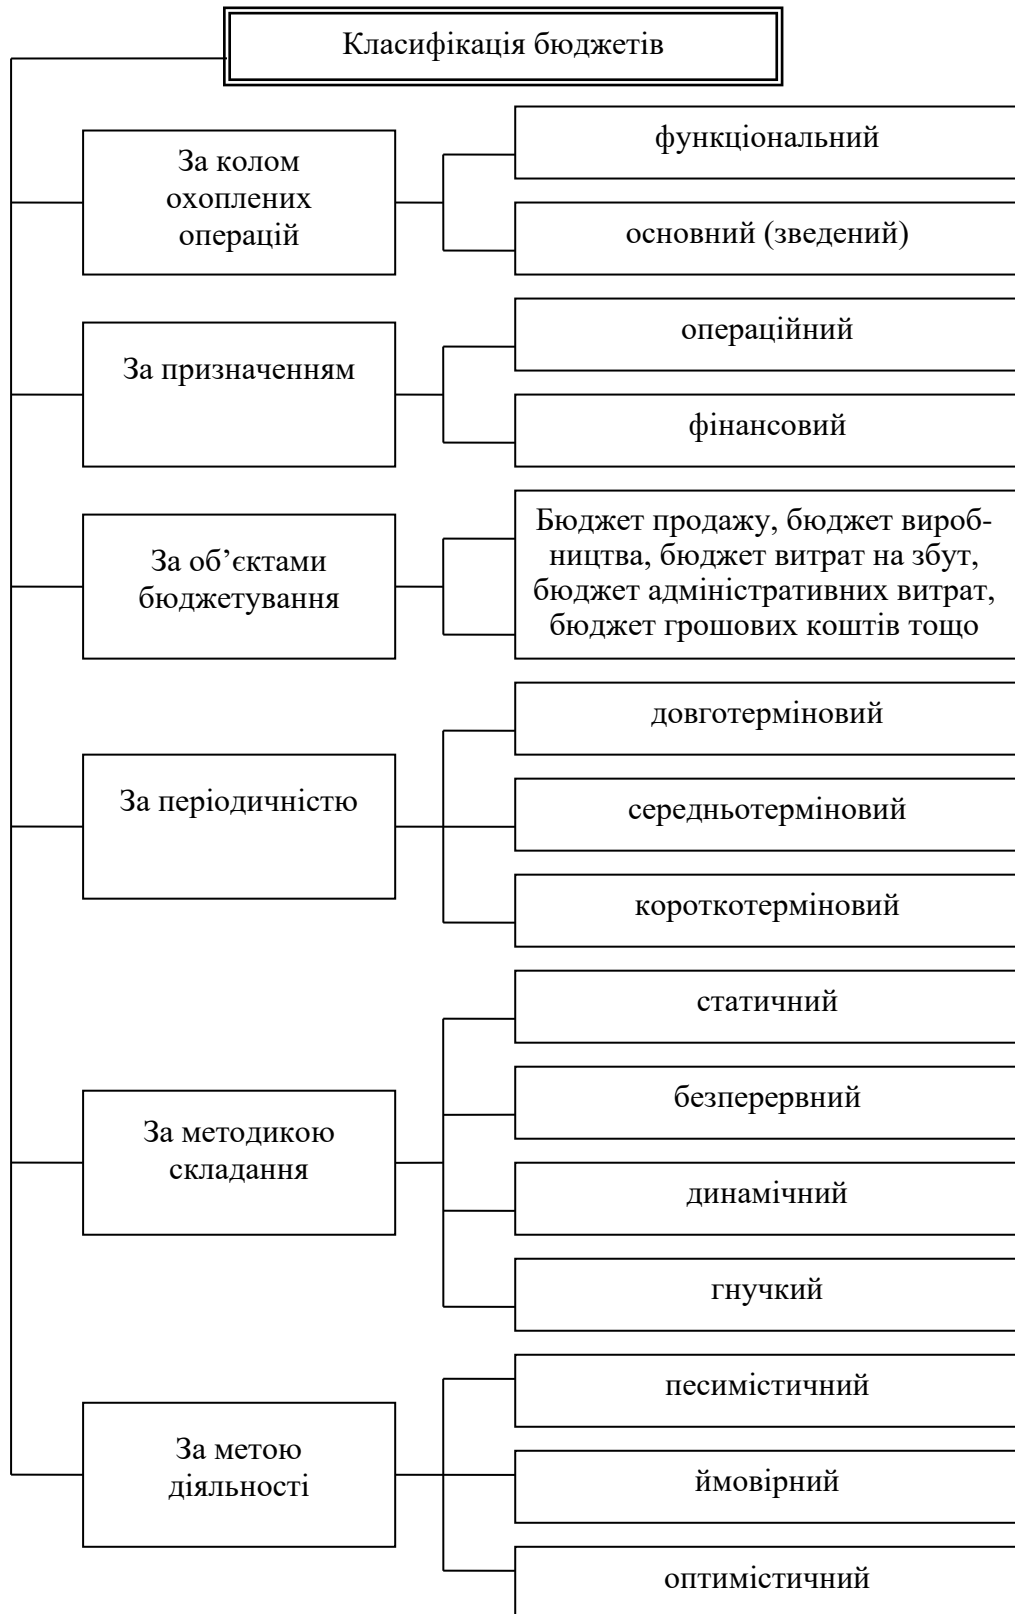 Класифікація бюджетів
За колом
охоплених
операцій
функціональний
основний (зведений)
За призначенням
операційний
фінансовий
За об’єктами
бюджетування
Бюджет продажу, бюджет вироб-
ництва, бюджет витрат на збут,
бюджет адміністративних витрат,
бюджет грошових коштів тощо
За періодичністю
довготерміновий
середньотерміновий
короткотерміновий
За методикою
складання
статичний
безперервний
динамічний
гнучкий
За метою
діяльності
песимістичний
ймовірний
оптимістичний